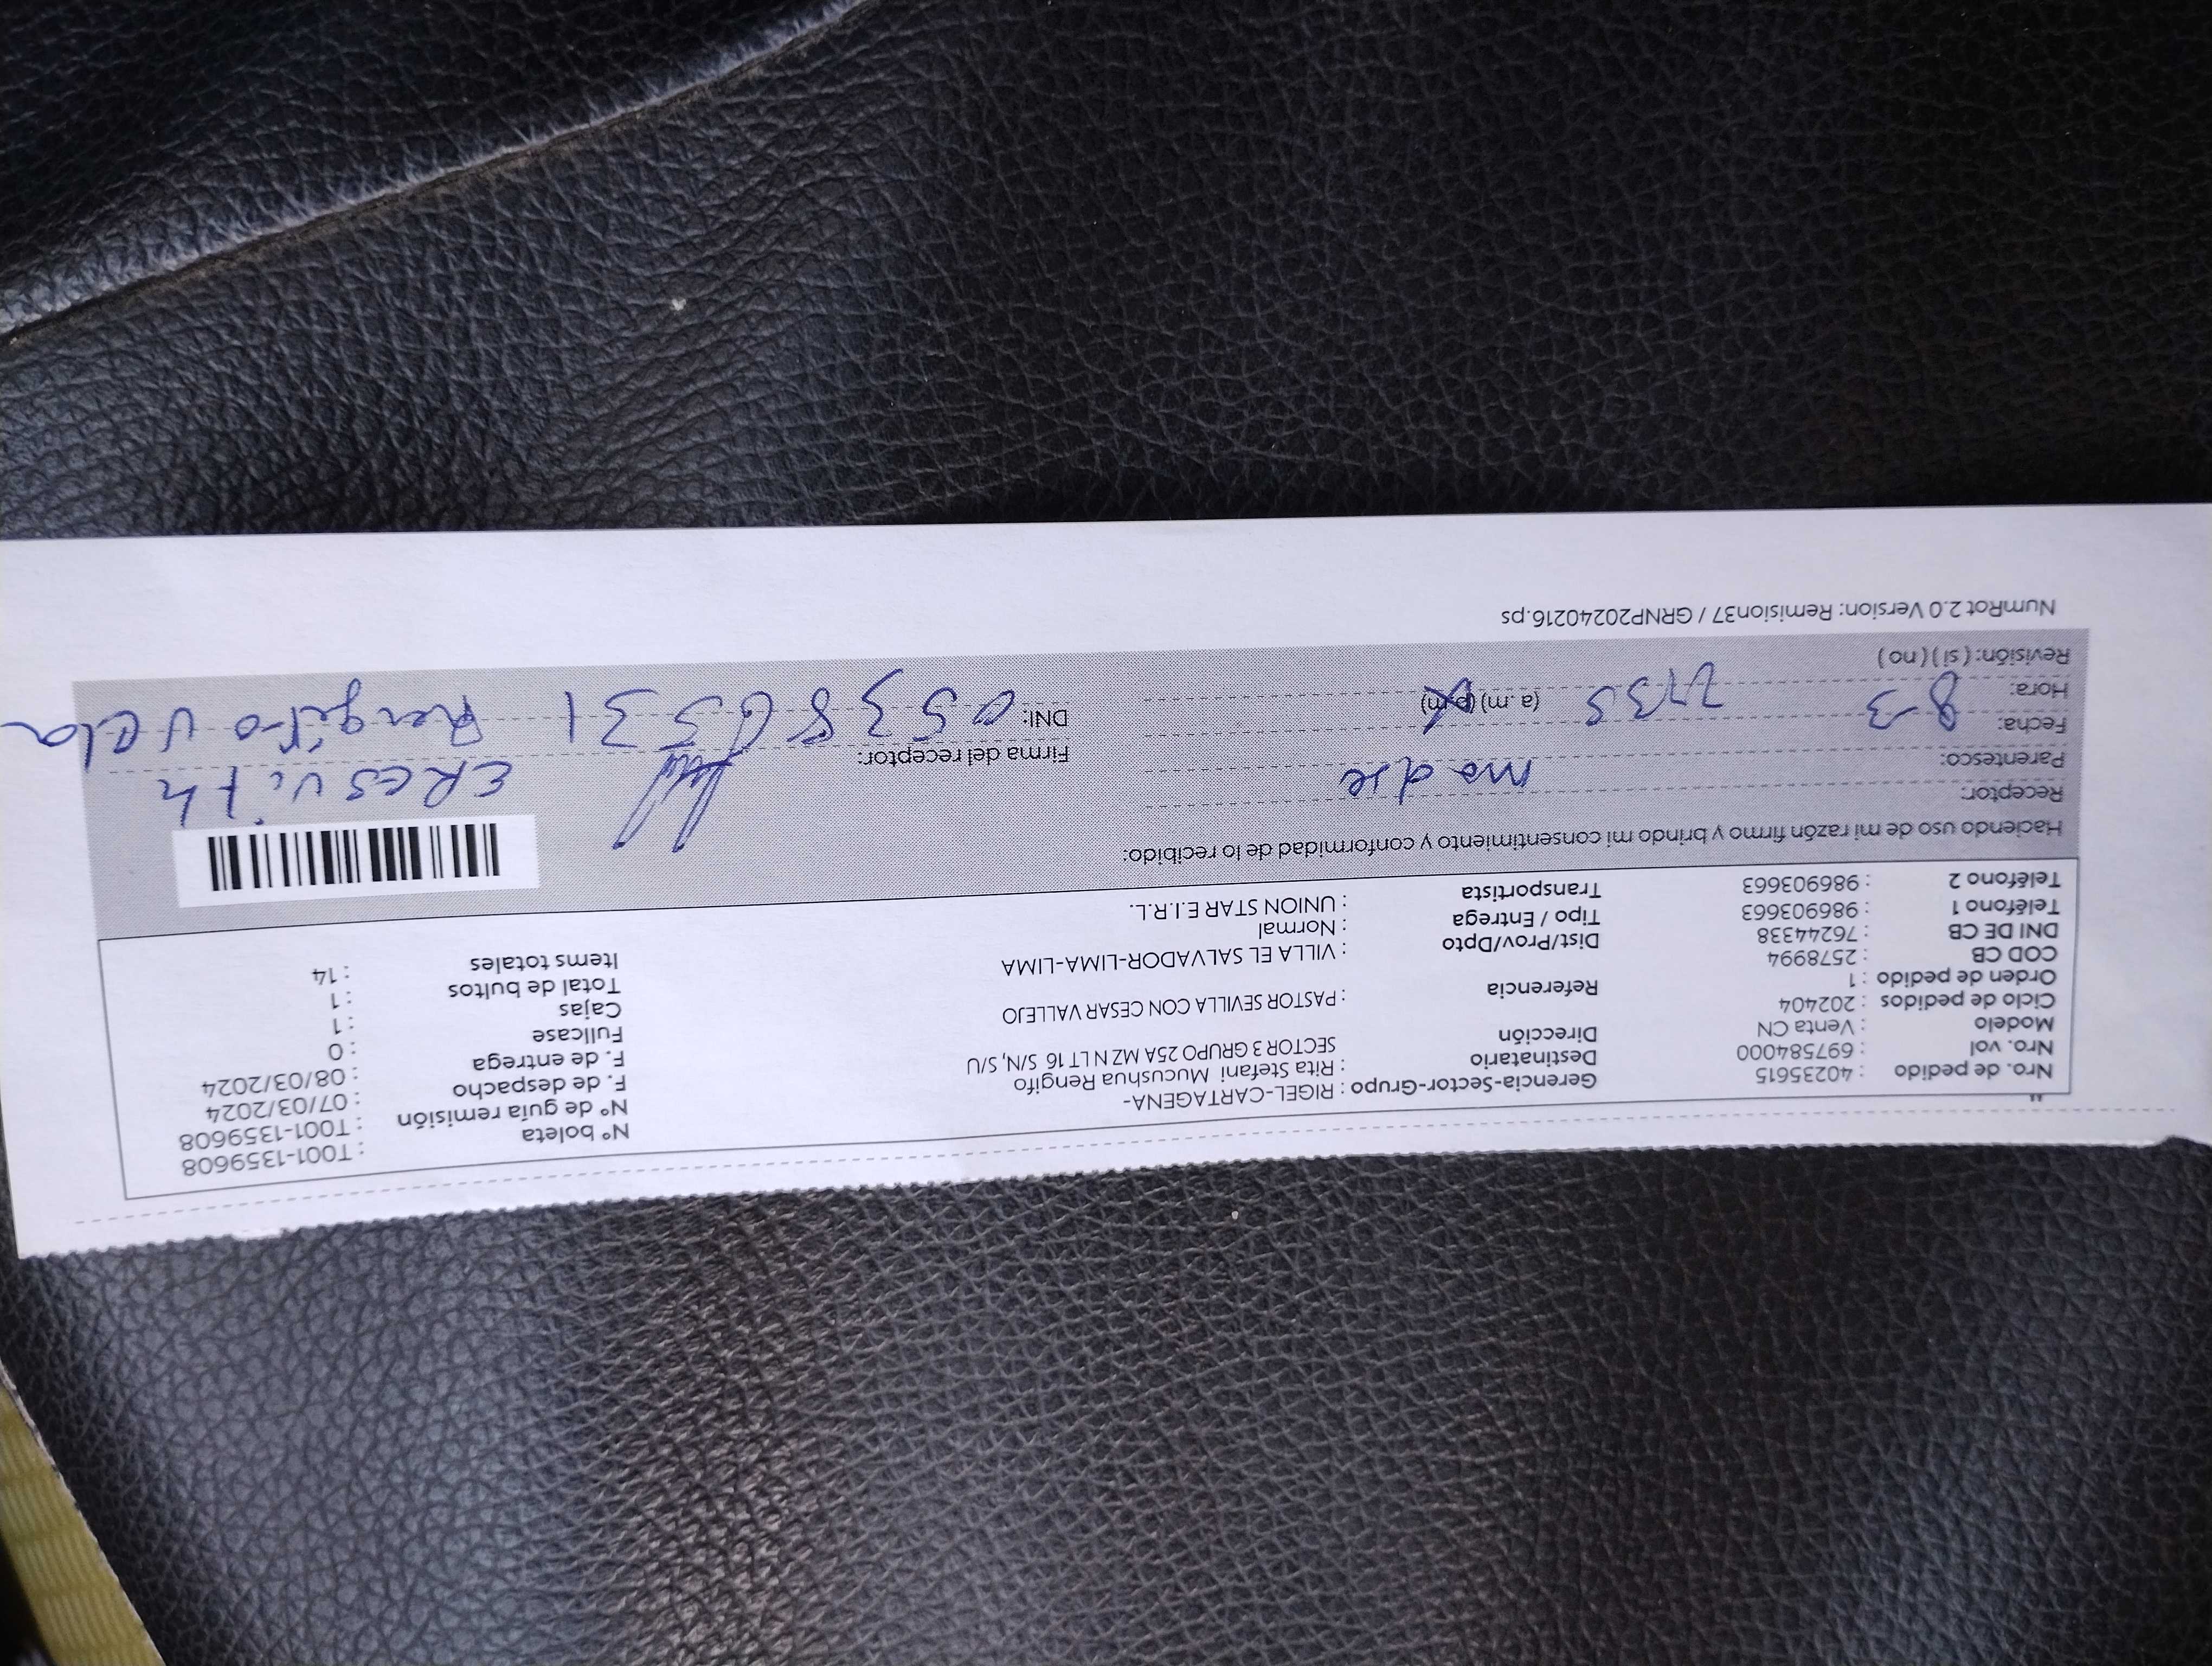 Nro. de pedido : 40235615 Gerencia-Sector-Grupo : RIGEL-CARTAGENA- N° boleta : T001-1359608
Nro. vol : 697584000 Destinatario : Rita Stefani Mucushua Rengifo N° de guía remisión : T001-1359608
Modelo : Venta CN Dirección SECTOR 3 GRUPO 25A MZ N LT 16 S/N, S/U F. de despacho : 07/03/2024
Ciclo de pedidos : 202404 F. de entrega : 08/03/2024
Orden de pedido : 1 Referencia : PASTOR SEVILLA CON CESAR VALLEJO Fullcase : 0
COD CB : 2578994 Cajas : 1
DNI DE CB : 76244338 Dist/Prov/Dpto : VILLA EL SALVADOR-LIMA-LIMA Total de bultos : 1
Teléfono 1 : 986903663 Tipo / Entrega : Normal Items totales : 14
Teléfono 2 : 986903663 Transportista : UNION STAR E.I.R.L.
Haciendo uso de mi razón firmo y brindo mi consentimiento y conformidad de lo recibido:
Receptor:
Parentesco: madre Firma del receptor:
Fecha: 8-3 DNI: 05386531 Rengifo Vela
Hora: (a .m) (p.m)
Revisión: ( si ) ( no )
NumRot 2.0 Version: Remision37 / GRNP20240216.ps